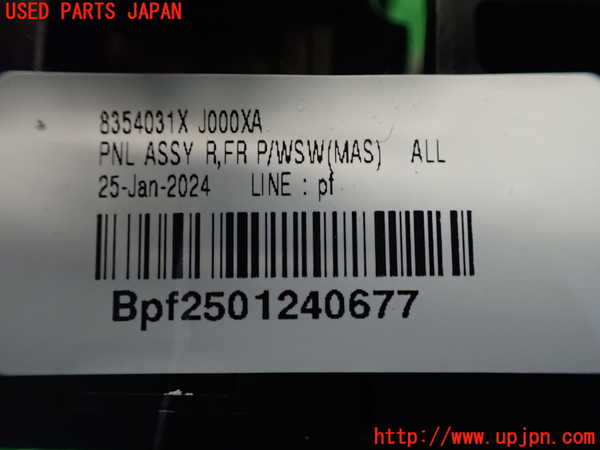 USED PARTS JAPAN
8354031X J000XA
PNL ASSY R,FR P/WSW(MAS) ALL
25-Jan-2024 LINE : pf
Bpf2501240677
http://www.upjpn.com/